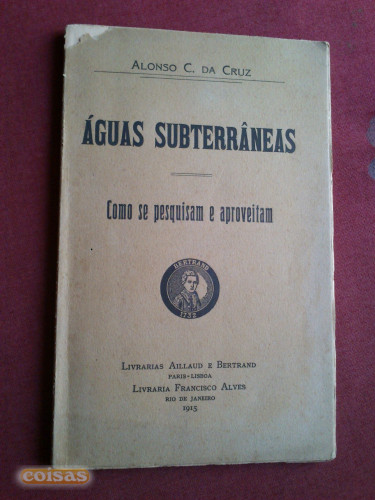 ALONSO C. DA CRUZ
ÁGUAS SUBTERRÂNEAS
Como se pesquisam e aproveitam
BERTRAND
1732
LIVRARIAS AILLAUD E BERTRAND
PARIS-LISBOA
LIVRARIA FRANCISCO ALVES
RIO DE JANEIRO
1915
coisas